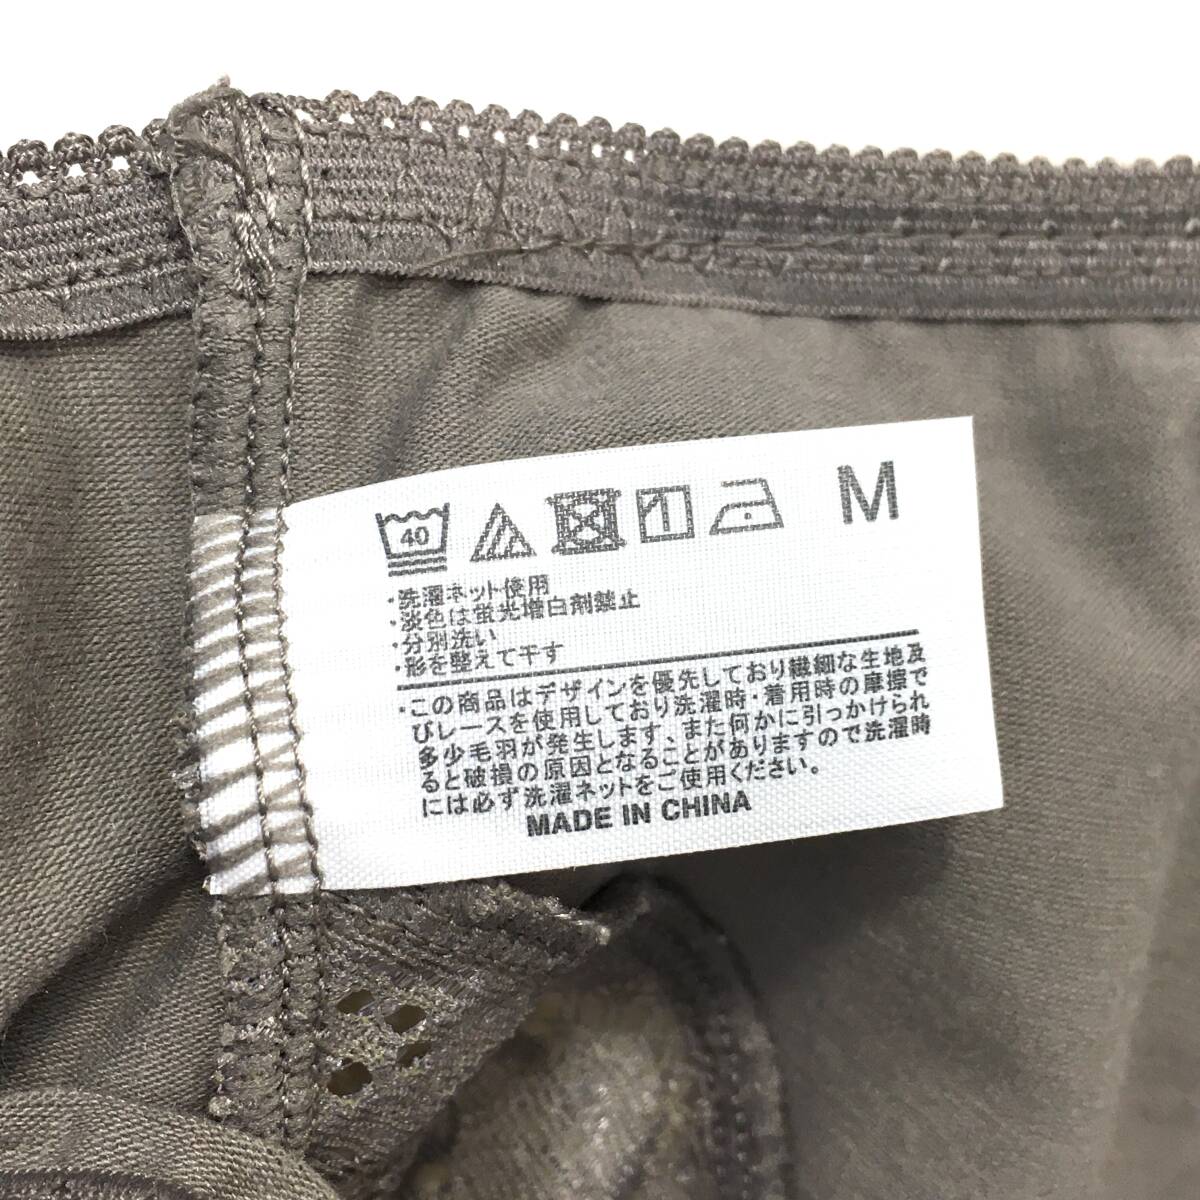 40 M
・洗濯ネット使用
・淡色は蛍光増白剤禁止
・分別洗い
・形を整えて干す
・この商品はデザインを優先しており繊細な生地及
びレースを使用しており洗濯時・着用時の摩擦で
多少毛羽が発生します、また何かに引っかけられ
ると破損の原因となることがありますので洗濯時
には必ず洗濯ネットをご使用ください。
MADE IN CHINA